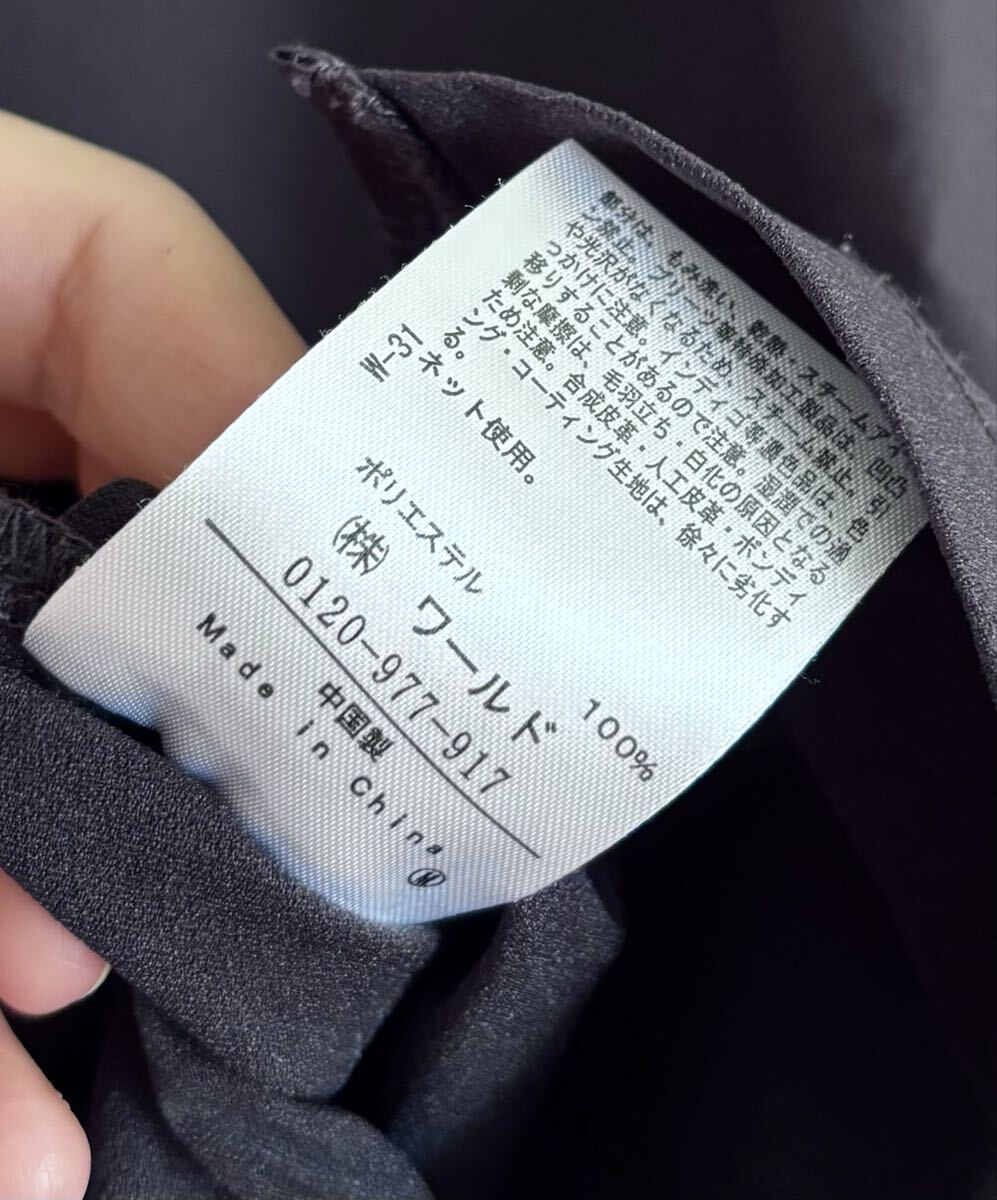 部分は、もみ洗い、乾燥・スチームアイロ
ン禁止。プリーツ等特殊加工製品は、凹凸
や光沢がなくなるため、スチーム禁止。
つかけに注意。インディゴ等濃色品は、色
移りすることがあるので注意。湿潤での過
剰な摩擦は、毛羽立ち・白化の原因となる
ため注意。合成皮革・人工皮革・ボンディ
ング・コーティング生地は、徐々に劣化す
る。
ネット使用。
W-31
ポリエステル 100%
(株) ワールド
0120-977-917
中国製
Made in China